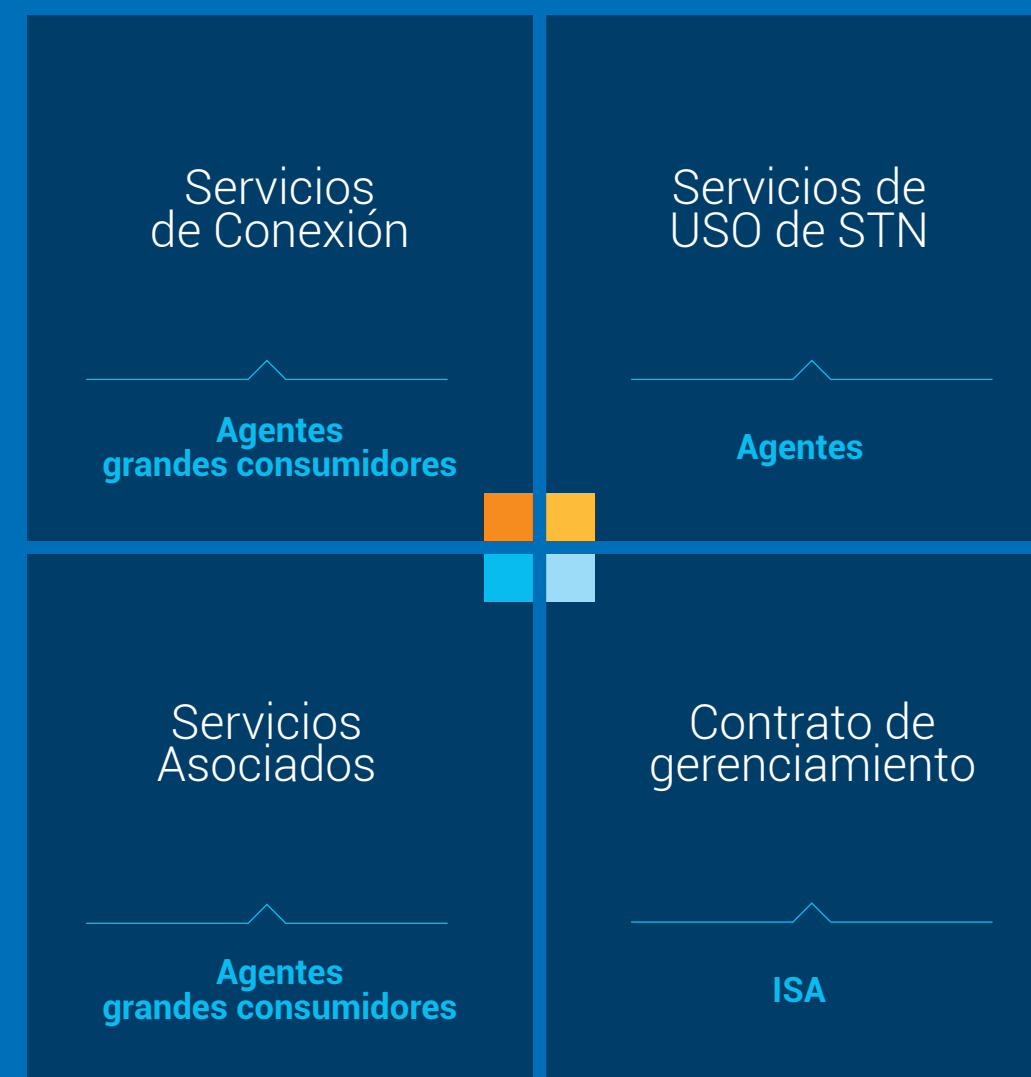 Servicios
de Conexión
Agentes
grandes consumidores
Servicios de
USO de STN
Agentes
Servicios
Asociados
Agentes
grandes consumidores
Contrato de
gerenciamiento
ISA